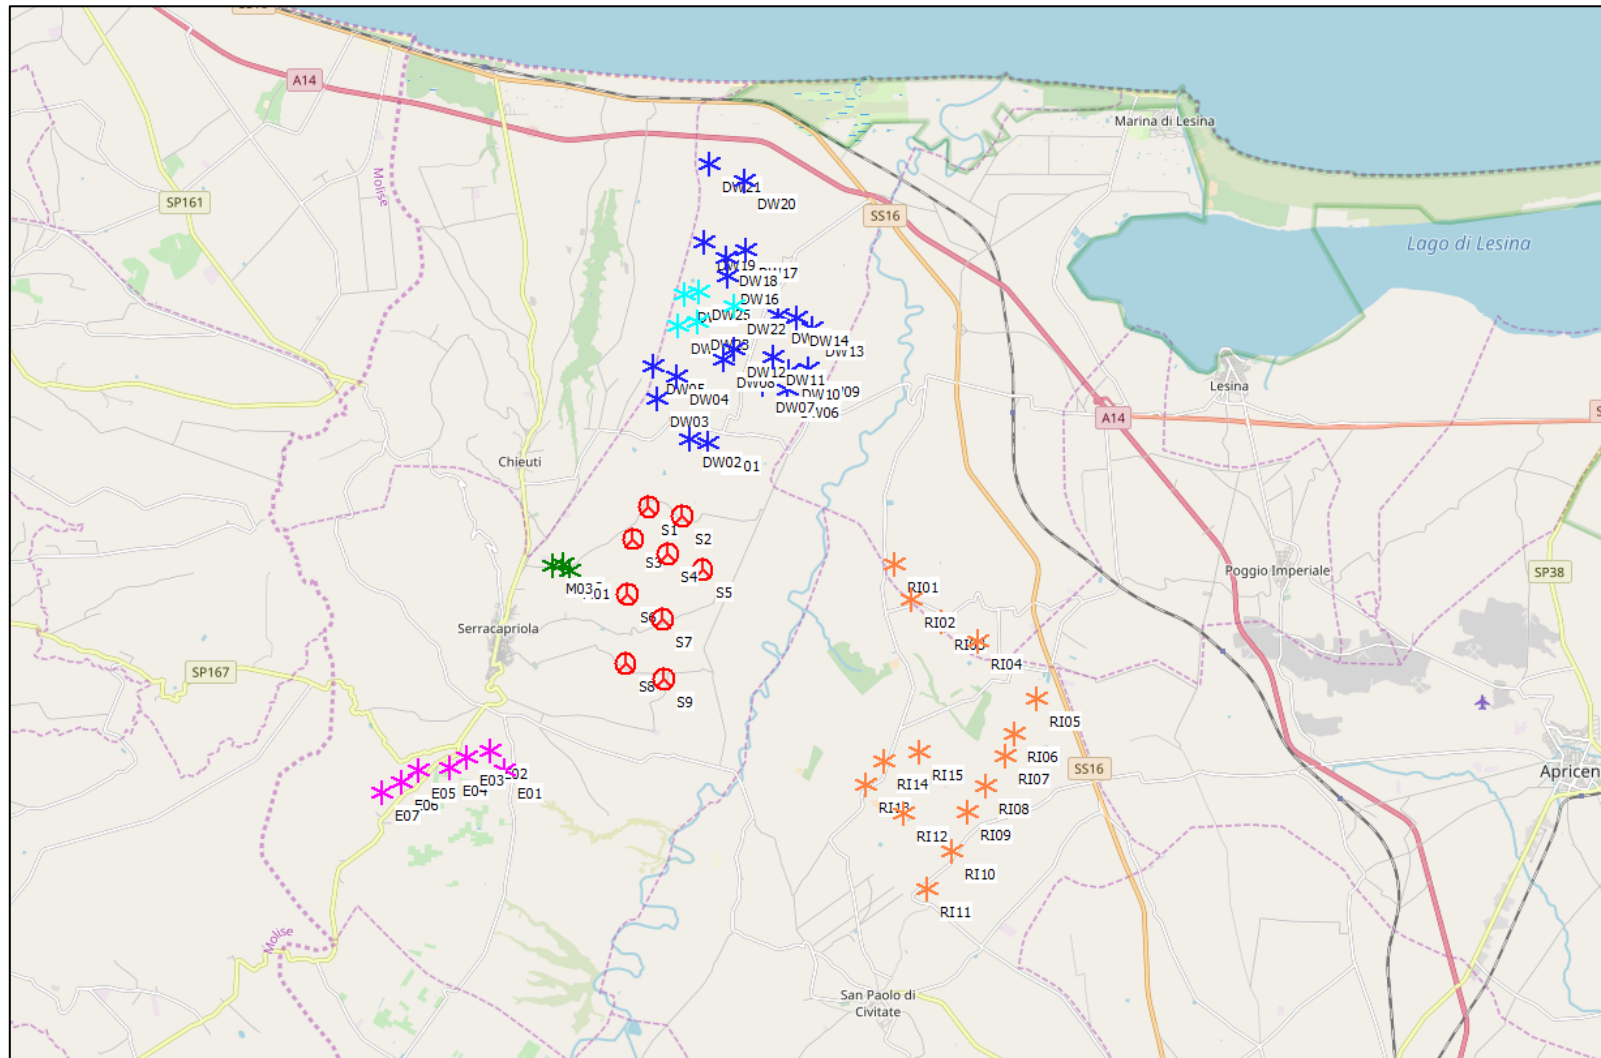 A14
Marina di Lesina
Molise
SP161
DW21
DW20
SS16
Lago di Lesina
DW19
DW18
DW16
DW25
DW22
DW14
DW13
DW12
DW11
DW10
DW04
DW07
DW06
DW03
DW02
Lesina
A14
Chieuti
S1
S2
S3
S4
S5
M03
S6
S7
S8
S9
Serracapriola
SP167
RI01
RI02
RI04
RI05
RI06
RI07
RI08
RI09
RI10
RI11
RI12
RI14
RI15
Poggio Imperiale
SP38
SS16
E01
E03
E04
E05
E07
Molise
San Paolo di
Civitate